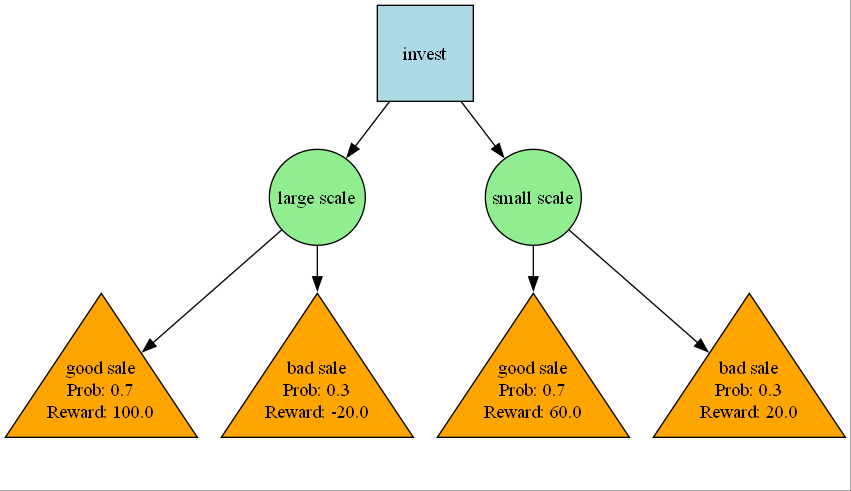 invest
large scale
small scale
good sale
Prob: 0.7
Reward: 100.0
bad sale
Prob: 0.3
Reward: -20.0
good sale
Prob: 0.7
Reward: 60.0
bad sale
Prob: 0.3
Reward: 20.0